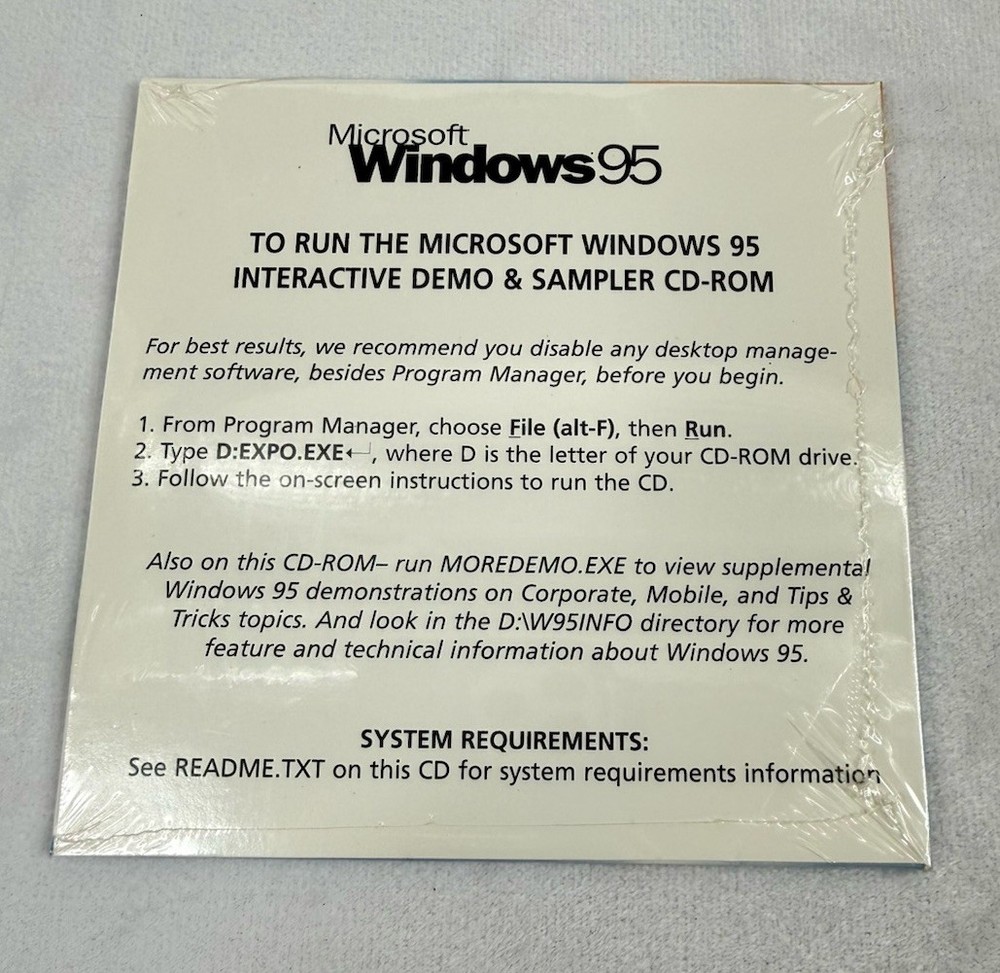 Microsoft
Windows 95
TO RUN THE MICROSOFT WINDOWS 95
INTERACTIVE DEMO & SAMPLER CD-ROM
For best results, we recommend you disable any desktop manage-
ment software, besides Program Manager, before you begin.
1. From Program Manager, choose File (alt-F), then Run.
2. Type D:EXPO.EXE↵, where D is the letter of your CD-ROM drive.
3. Follow the on-screen instructions to run the CD.
Also on this CD-ROM– run MOREDEMO.EXE to view supplemental
Windows 95 demonstrations on Corporate, Mobile, and Tips &
Tricks topics. And look in the D:\W95INFO directory for more
feature and technical information about Windows 95.
SYSTEM REQUIREMENTS:
See README.TXT on this CD for system requirements information